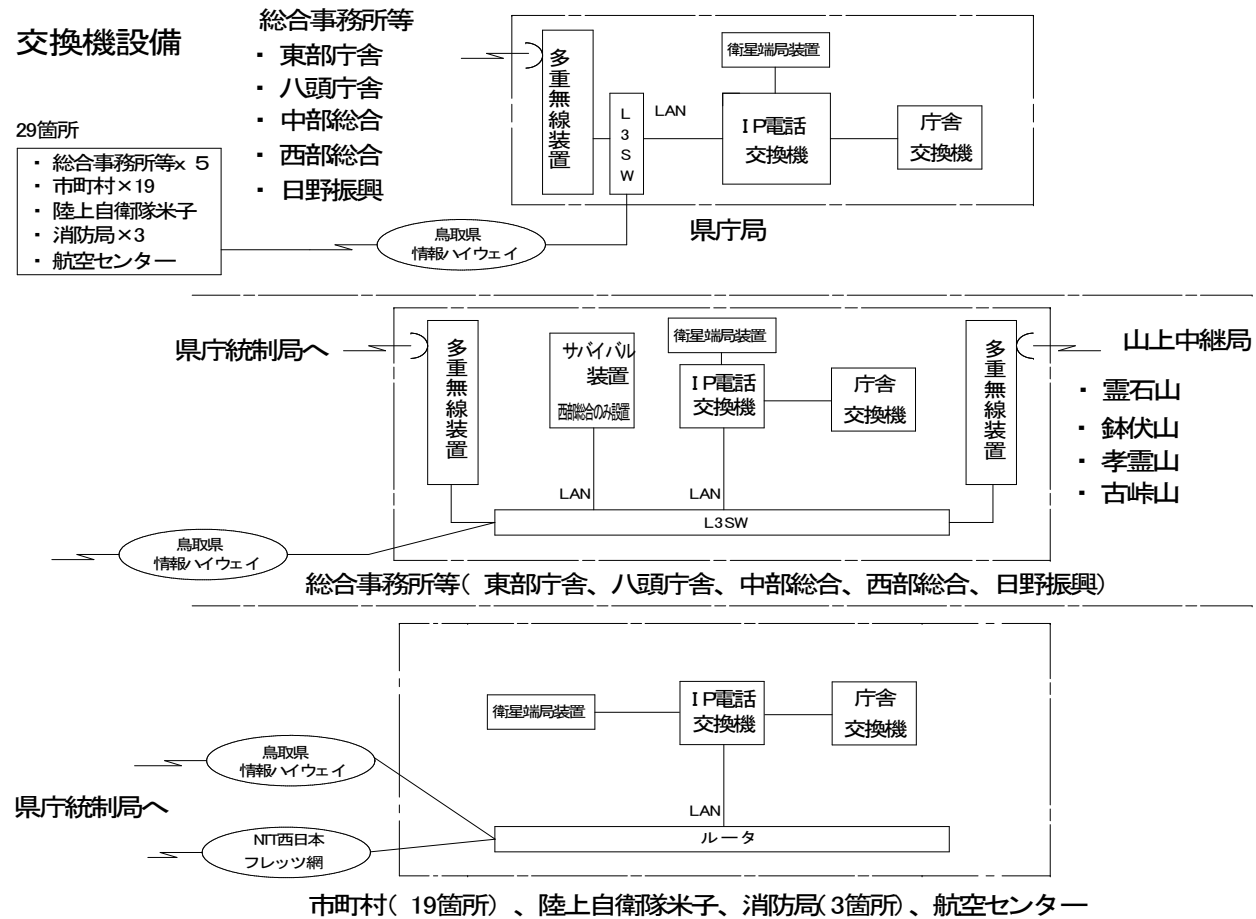 交換機設備
総合事務所等
・ 東部庁舎
・ 八頭庁舎
・ 中部総合
・ 西部総合
・ 日野振興
29箇所
・ 総合事務所等x 5
・ 市町村×19
・ 陸上自衛隊米子
・ 消防局×3
・ 航空センター
多重無線装置
L3SW
LAN
衛星端局装置
IP電話
交換機
庁舎
交換機
県庁局
鳥取県
情報ハイウェイ
県庁統制局へ
多重無線装置
サバイバル
装置
西部総合のみ設置
衛星端局装置
IP電話
交換機
庁舎
交換機
多重無線装置
山上中継局
・ 霊石山
・ 鉢伏山
・ 孝霊山
・ 古峠山
LAN
LAN
L3SW
鳥取県
情報ハイウェイ
総合事務所等( 東部庁舎、八頭庁舎、中部総合、西部総合、日野振興)
衛星端局装置
IP電話
交換機
庁舎
交換機
鳥取県
情報ハイウェイ
県庁統制局へ
LAN
ルータ
NTT西日本
フレッツ網
市町村( 19箇所) 、陸上自衛隊米子、消防局(3箇所)、航空センター